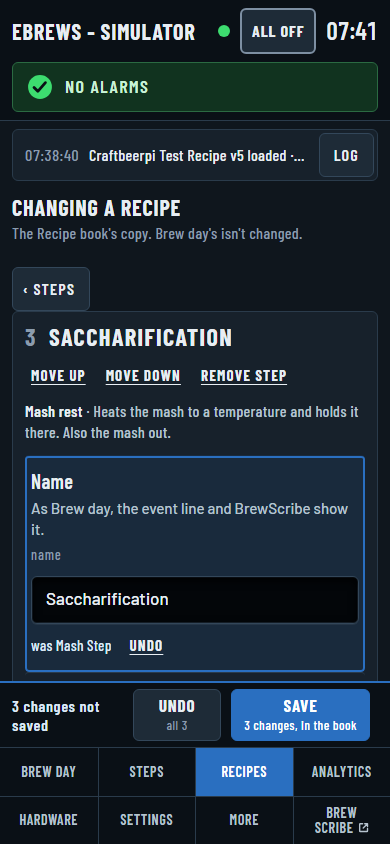 EBREWS - SIMULATOR
ALL OFF
07:41
NO ALARMS
07:38:40 Craftbeerpi Test Recipe v5 loaded ·...
LOG
CHANGING A RECIPE
The Recipe book's copy. Brew day's isn't changed.
‹ STEPS
3 SACCHARIFICATION
MOVE UP MOVE DOWN REMOVE STEP
Mash rest · Heats the mash to a temperature and holds it
there. Also the mash out.
Name
As Brew day, the event line and BrewScribe show
it.
name
Saccharification
was Mash Step UNDO
3 changes not
saved
UNDO
all 3
SAVE
3 changes, In the book
BREW DAY STEPS RECIPES ANALYTICS
HARDWARE SETTINGS MORE BREW
SCRIBE